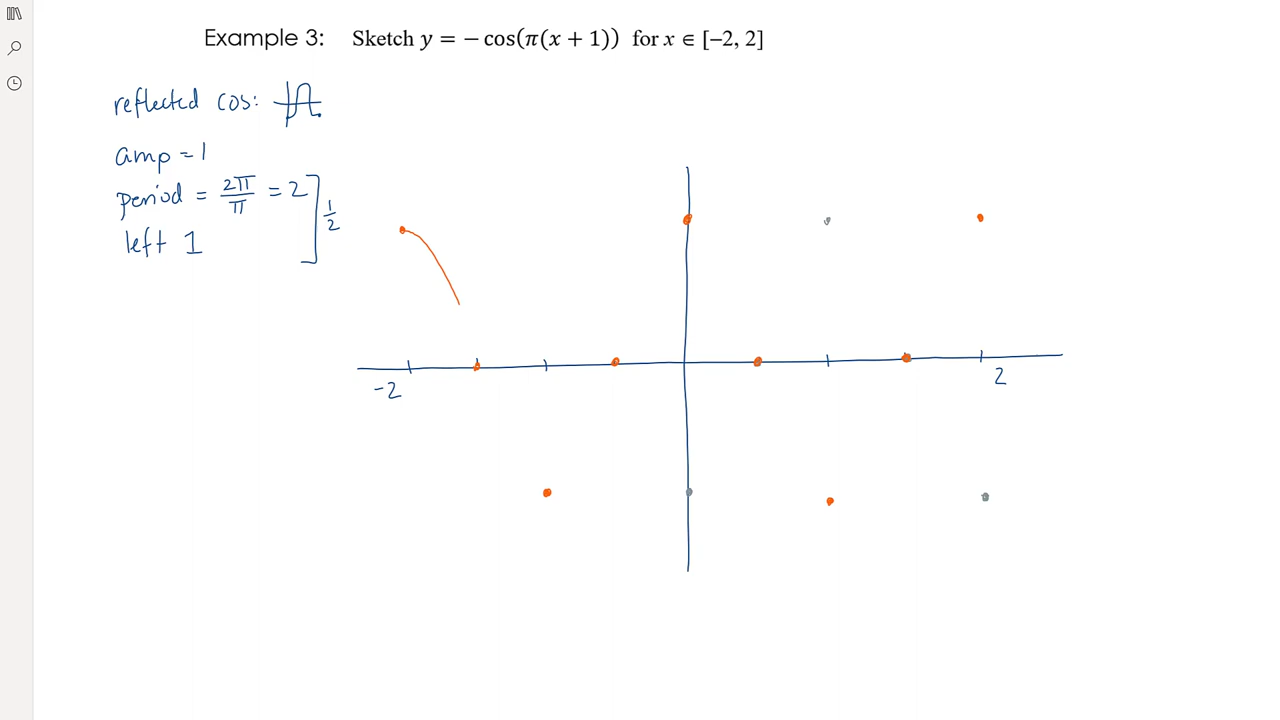 Example 3: Sketch y = − cos(π(x + 1)) for x ∈ [−2, 2]
reflected cos:
amp = 1
period = 2π/π = 2
1/2
left 1
-2
2